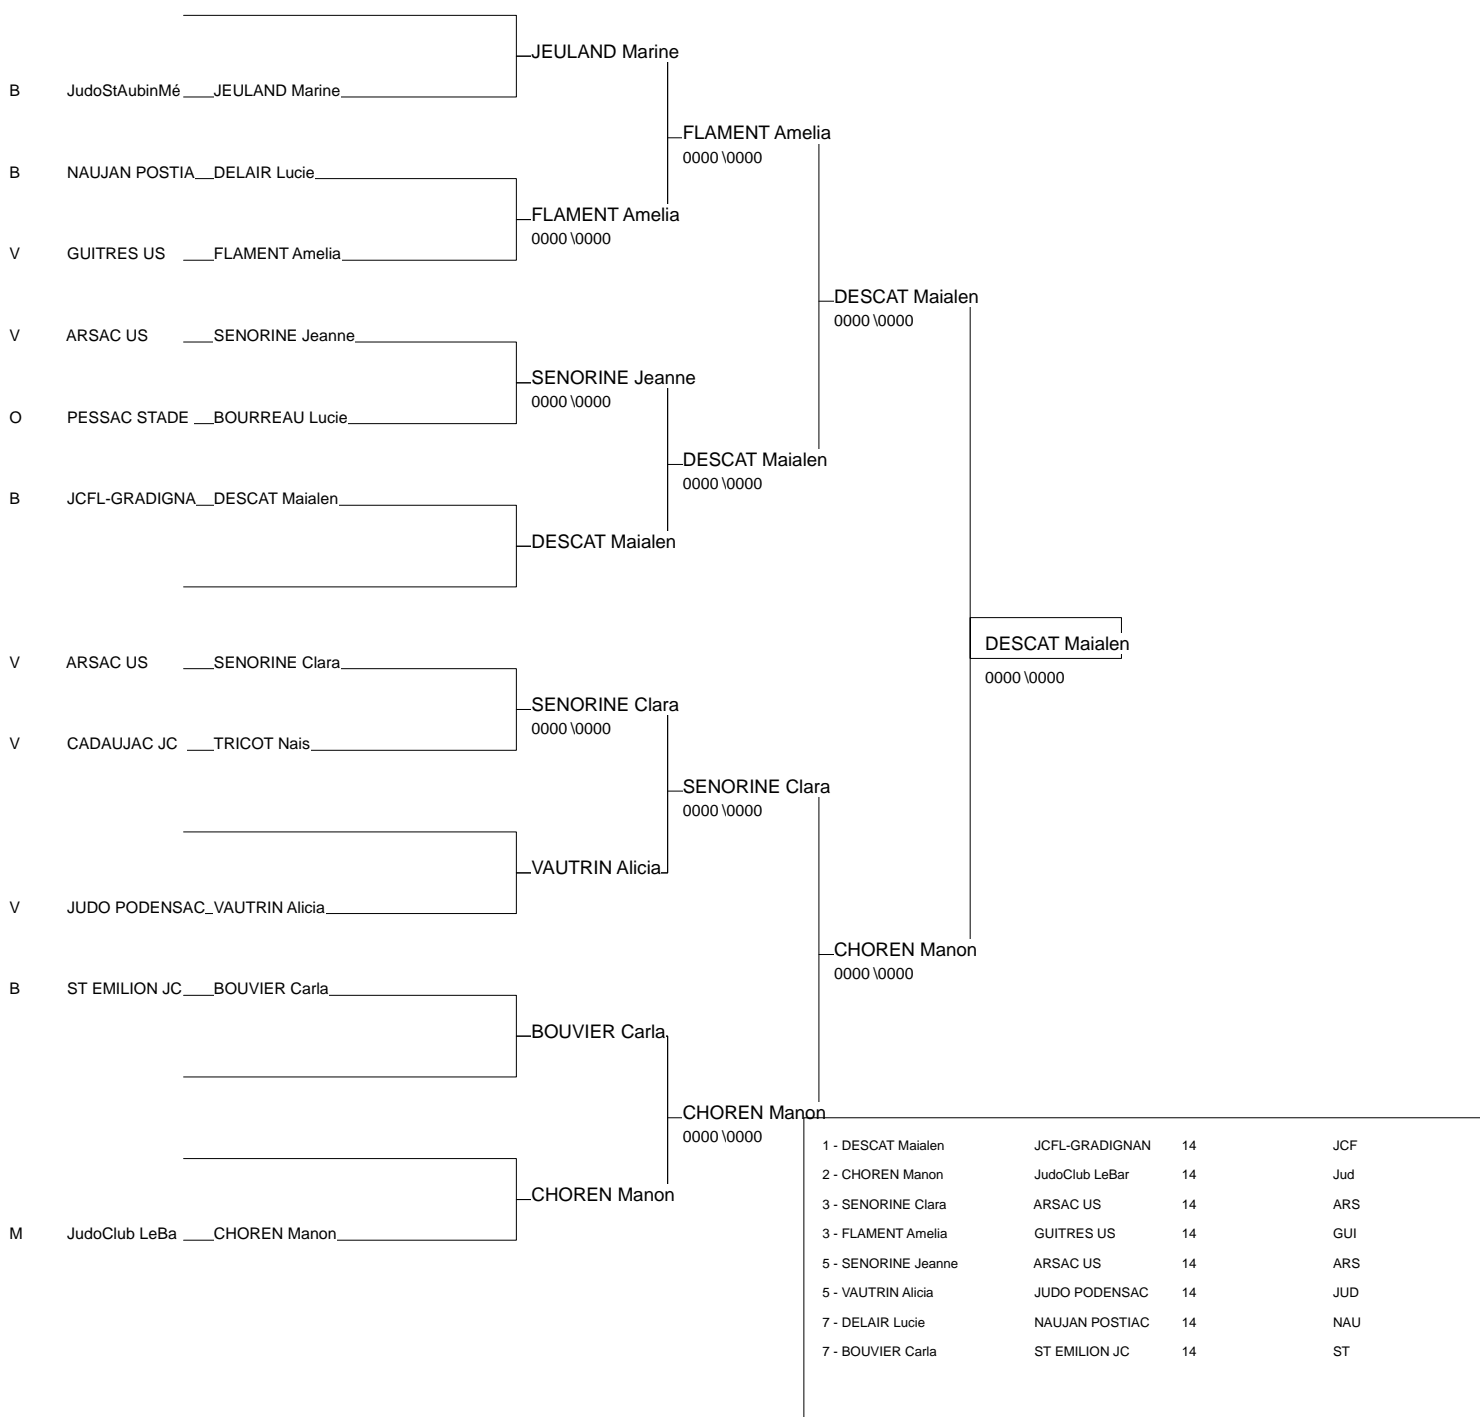 JEULAND Marine
B JudoStAubinMé JEULAND Marine
FLAMENT Amelia
0000 \0000
B NAUJAN POSTIA DELAIR Lucie
FLAMENT Amelia
0000 \0000
V GUITRES US FLAMENT Amelia
DESCAT Maialen
0000 \0000
V ARSAC US SENORINE Jeanne
SENORINE Jeanne
0000 \0000
O PESSAC STADE BOURREAU Lucie
DESCAT Maialen
0000 \0000
B JCFL-GRADIGNA DESCAT Maialen
DESCAT Maialen
DESCAT Maialen
0000 \0000
V ARSAC US SENORINE Clara
SENORINE Clara
0000 \0000
V CADAUJAC JC TRICOT Nais
SENORINE Clara
0000 \0000
VAUTRIN Alicia
V JUDO PODENSAC VAUTRIN Alicia
CHOREN Manon
0000 \0000
B ST EMILION JC BOUVIER Carla
BOUVIER Carla
CHOREN Manon
0000 \0000
CHOREN Manon
M JudoClub LeBa CHOREN Manon
1 - DESCAT Maialen JCFL-GRADIGNAN 14 JCF
2 - CHOREN Manon JudoClub LeBar 14 Jud
3 - SENORINE Clara ARSAC US 14 ARS
3 - FLAMENT Amelia GUITRES US 14 GUI
5 - SENORINE Jeanne ARSAC US 14 ARS
5 - VAUTRIN Alicia JUDO PODENSAC 14 JUD
7 - DELAIR Lucie NAUJAN POSTIAC 14 NAU
7 - BOUVIER Carla ST EMILION JC 14 ST